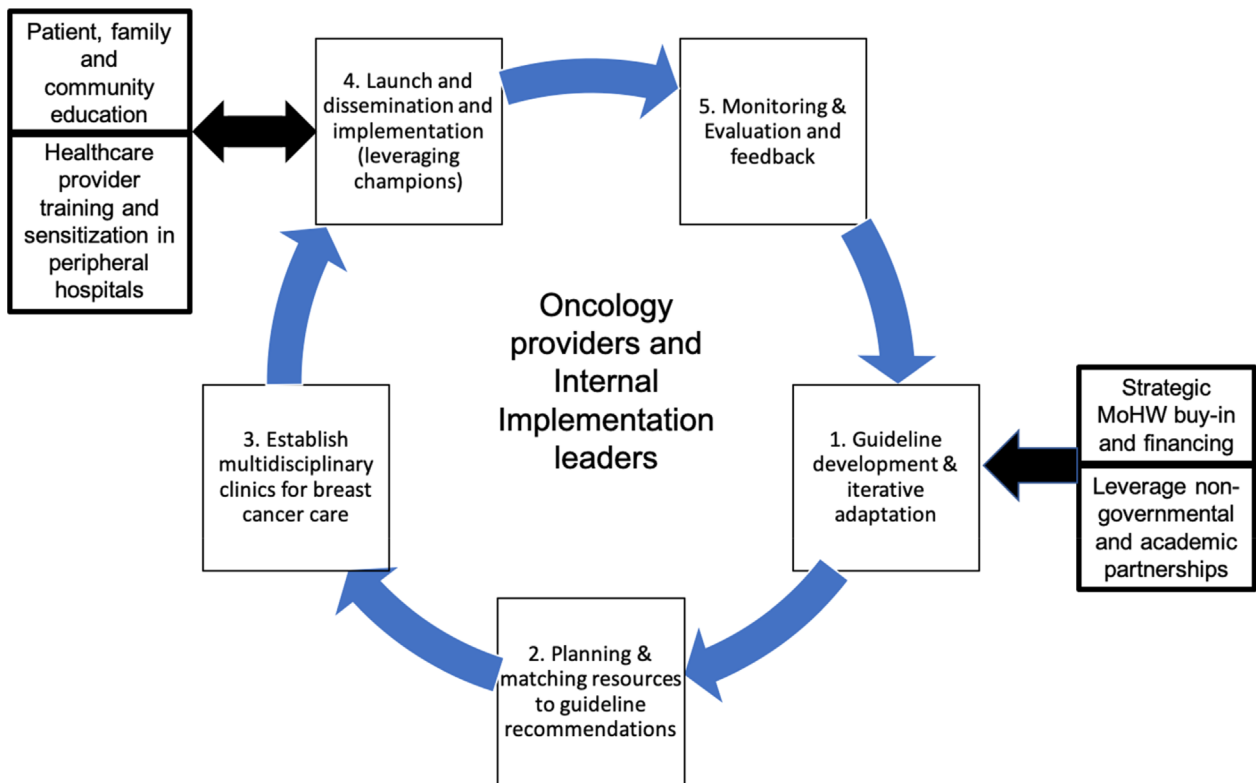 Patient, family
and
community
education
Healthcare
provider
training and
sensitization in
peripheral
hospitals
4. Launch and
dissemination and
implementation
(leveraging
champions)
5. Monitoring &
Evaluation and
feedback
Oncology
providers and
Internal
Implementation
leaders
3. Establish
multidisciplinary
clinics for breast
cancer care
1. Guideline
development &
iterative
adaptation
Strategic
MoHW buy-in
and financing
Leverage non-
governmental
and academic
partnerships
2. Planning &
matching resources
to guideline
recommendations